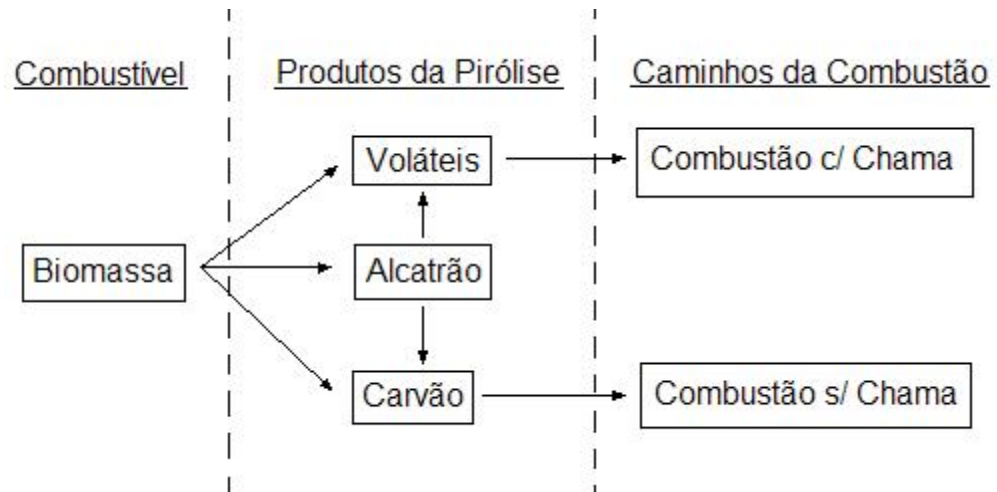 Combustível
Produtos da Pirólise
Caminhos da Combustão
Voláteis
Combustão c/ Chama
Biomassa
Alcatrão
Carvão
Combustão s/ Chama